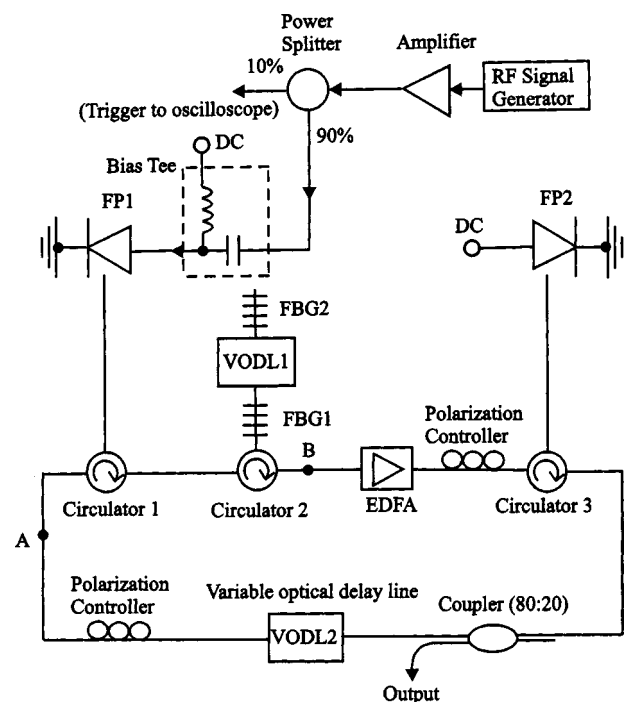 Power
Splitter
Amplifier
10%
RF Signal
Generator
(Trigger to oscilloscope)
90%
DC
Bias Tee
FP1
FP2
DC
FBG2
VODL1
FBG1
Polarization
Controller
B
Circulator 1
Circulator 2
EDFA
Circulator 3
A
Polarization
Controller
Variable optical delay line
Coupler (80:20)
VODL2
Output